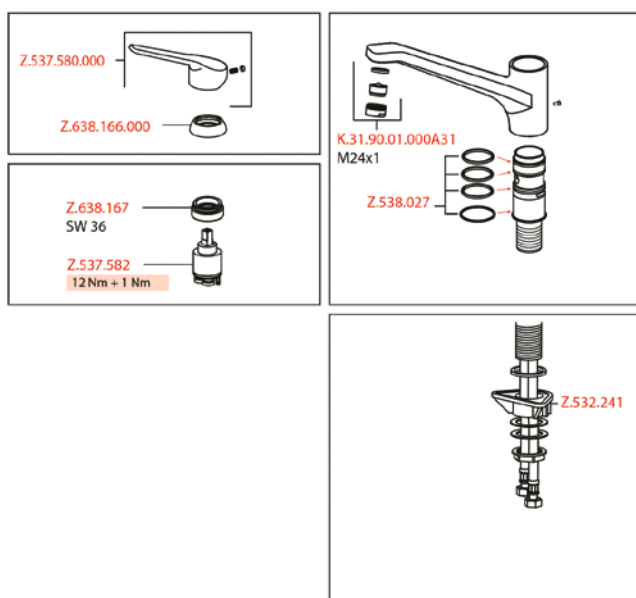 Z.537.580.000
Z.638.166.000
Z.638.167
SW 36
Z.537.582
12 Nm + 1 Nm
K.31.90.01.000A31
M24x1
Z.538.027
Z.532.241